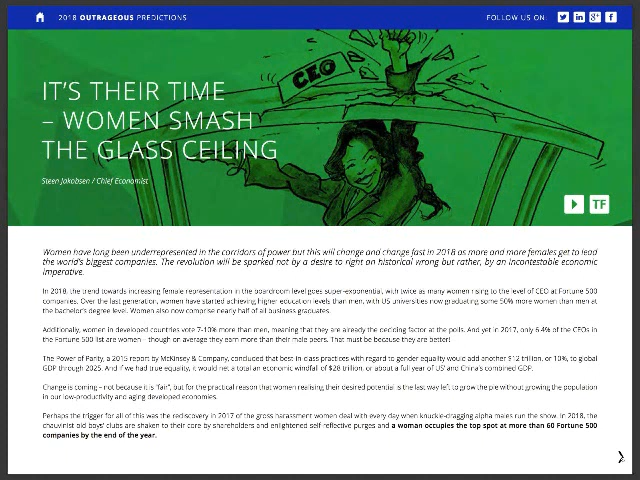 2018 OUTRAGEOUS PREDICTIONS
FOLLOW US ON:
CEO
IT'S THEIR TIME
– WOMEN SMASH
THE GLASS CEILING
Steen Jakobsen / Chief Economist
TF
Women have long been underrepresented in the corridors of power but this will change and change fast in 2018 as more and more females get to lead
the world's biggest companies. The revolution will be sparked not by a desire to right an historical wrong but rather, by an incontestable economic
imperative.
In 2018, the trend towards increasing female representation in the boardroom level goes super-exponential, with twice as many women rising to the level of CEO at Fortune 500
companies. Over the last generation, women have started achieving higher education levels than men, with US universities now graduating some 50% more women than men at
the bachelor's degree level. Women also now comprise nearly half of all business graduates.
Additionally, women in developed countries vote 7-10% more than men, meaning that they are already the deciding factor at the polls. And yet in 2017, only 6.4% of the CEOs in
the Fortune 500 list are women – though on average they earn more than their male peers. That must be because they are better!
The Power of Parity, a 2015 report by McKinsey & Company, concluded that best-in-class practices with regard to gender equality would add another $12 trillion, or 10%, to global
GDP through 2025. And if we had true equality, it would net a total an economic windfall of $28 trillion, or about a full year of US' and China's combined GDP.
Change is coming – not because it is "fair", but for the practical reason that women realising their desired potential is the last way left to grow the pie without growing the population
in our low-productivity and aging developed economies.
Perhaps the trigger for all of this was the rediscovery in 2017 of the gross harassment women deal with every day when knuckle-dragging alpha males run the show. In 2018, the
chauvinist old boys' clubs are shaken to their core by shareholders and enlightened self-reflective purges and a woman occupies the top spot at more than 60 Fortune 500
companies by the end of the year.